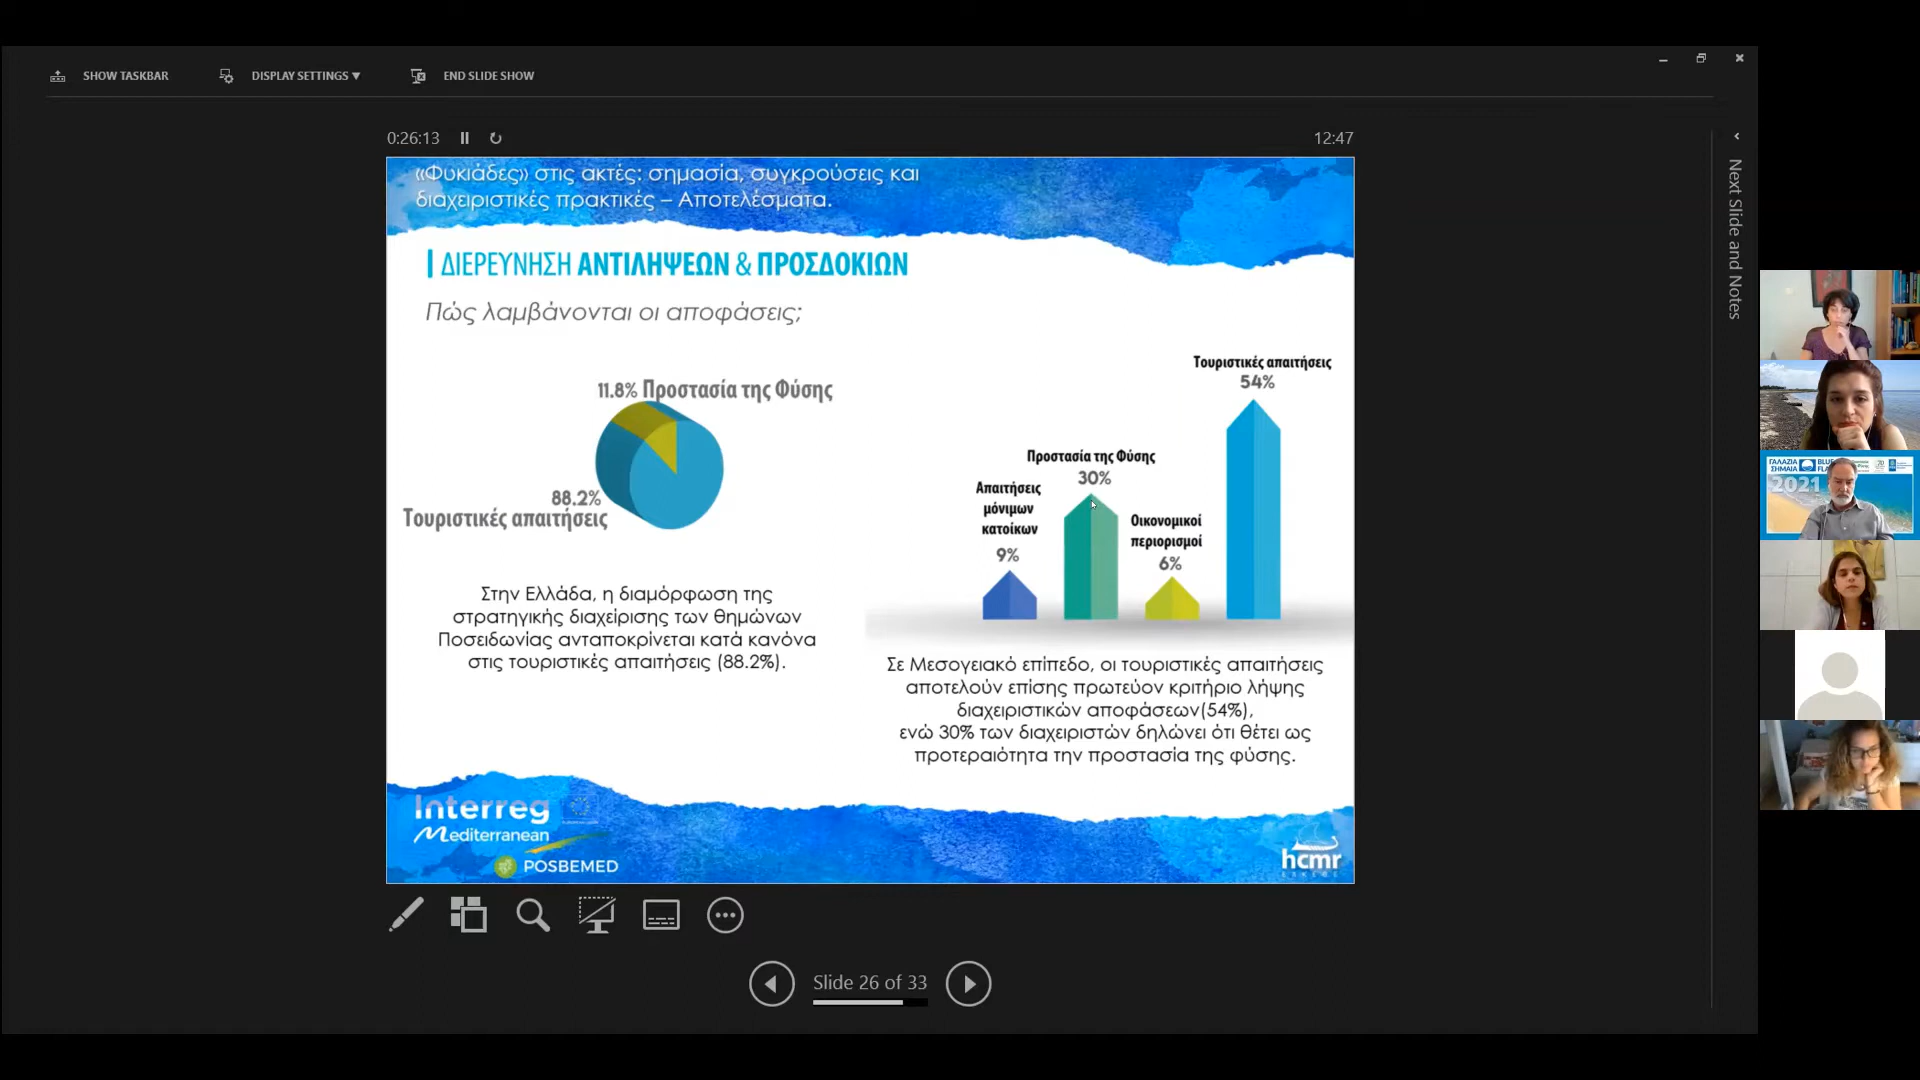 SHOW TASKBAR
DISPLAY SETTINGS ▼
END SLIDE SHOW
0:26:13
12:47
«Φυκιάδες» στις ακτές: σημασία, συγκρούσεις και
διαχειριστικές πρακτικές – Αποτελέσματα.
ΔΙΕΡΕΥΝΗΣΗ ΑΝΤΙΛΗΨΕΩΝ & ΠΡΟΣΔΟΚΙΩΝ
Πώς λαμβάνονται οι αποφάσεις;
11.8% Προστασία της Φύσης
88.2%
Τουριστικές απαιτήσεις
Στην Ελλάδα, η διαμόρφωση της
στρατηγικής διαχείρισης των θημώνων
Ποσειδωνίας ανταποκρίνεται κατά κανόνα
στις τουριστικές απαιτήσεις (88.2%).
Τουριστικές απαιτήσεις
54%
Προστασία της Φύσης
30%
Απαιτήσεις
μόνιμων
κατοίκων
9%
Οικονομικοί
περιορισμοί
6%
Σε Μεσογειακό επίπεδο, οι τουριστικές απαιτήσεις
αποτελούν επίσης πρωτεύον κριτήριο λήψης
διαχειριστικών αποφάσεων(54%),
ενώ 30% των διαχειριστών δηλώνει ότι θέτει ως
προτεραιότητα την προστασία της φύσης.
Interreg
Mediterranean
POSBEMED
hcmr
Slide 26 of 33
Next Slide and Notes
ΓΑΛΑΖΙΑ
ΣΗΜΑΙΑ
2021